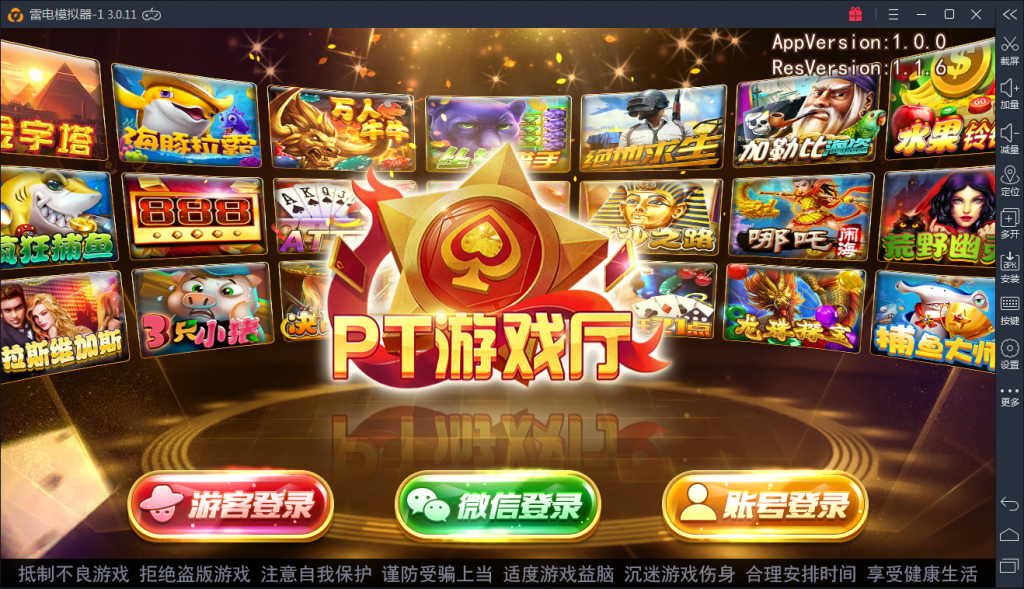 雷电模拟器-1 3.0.11
AppVersion:1.0.0
ResVersion:1.1.6
金字塔
海豚拉霸
万人牛牛
绝地求生
加勒比海盗
水果铃铛
疯狂捕鱼
888
A K Q J
哪吒闹海
荒野幽灵
拉斯维加斯
3只小猪
龙珠探宝
捕鱼大师
PT游戏厅
游客登录
微信登录
账号登录
抵制不良游戏 拒绝盗版游戏 注意自我保护 谨防受骗上当 适度游戏益脑 沉迷游戏伤身 合理安排时间 享受健康生活
截屏
加量
减量
定位
多开
APK
安装
按键
设置
更多